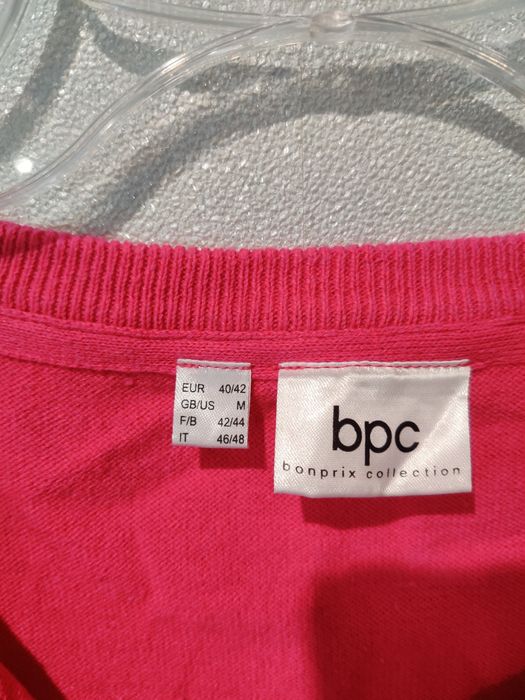 EUR 40/42
GB/US M
F/B 42/44
IT 46/48
bpc
bonprix collection